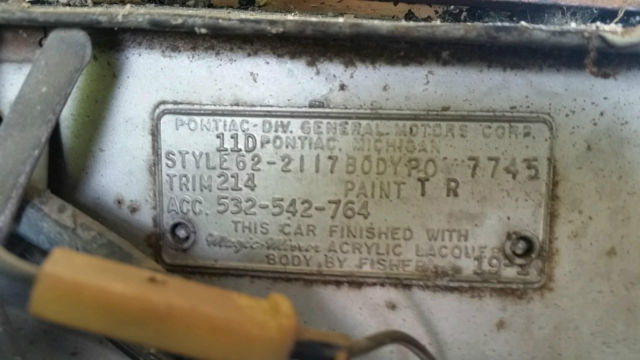 PONTIAC-DIV. GENERAL MOTORS CORP.
11D PONTIAC, MICHIGAN
STYLE 62-2117 BODY PO 7745
TRIM 214 PAINT T R
ACC. 532-542-764
THIS CAR FINISHED WITH
Magic-Mirror ACRYLIC LACQUER
BODY BY FISHER